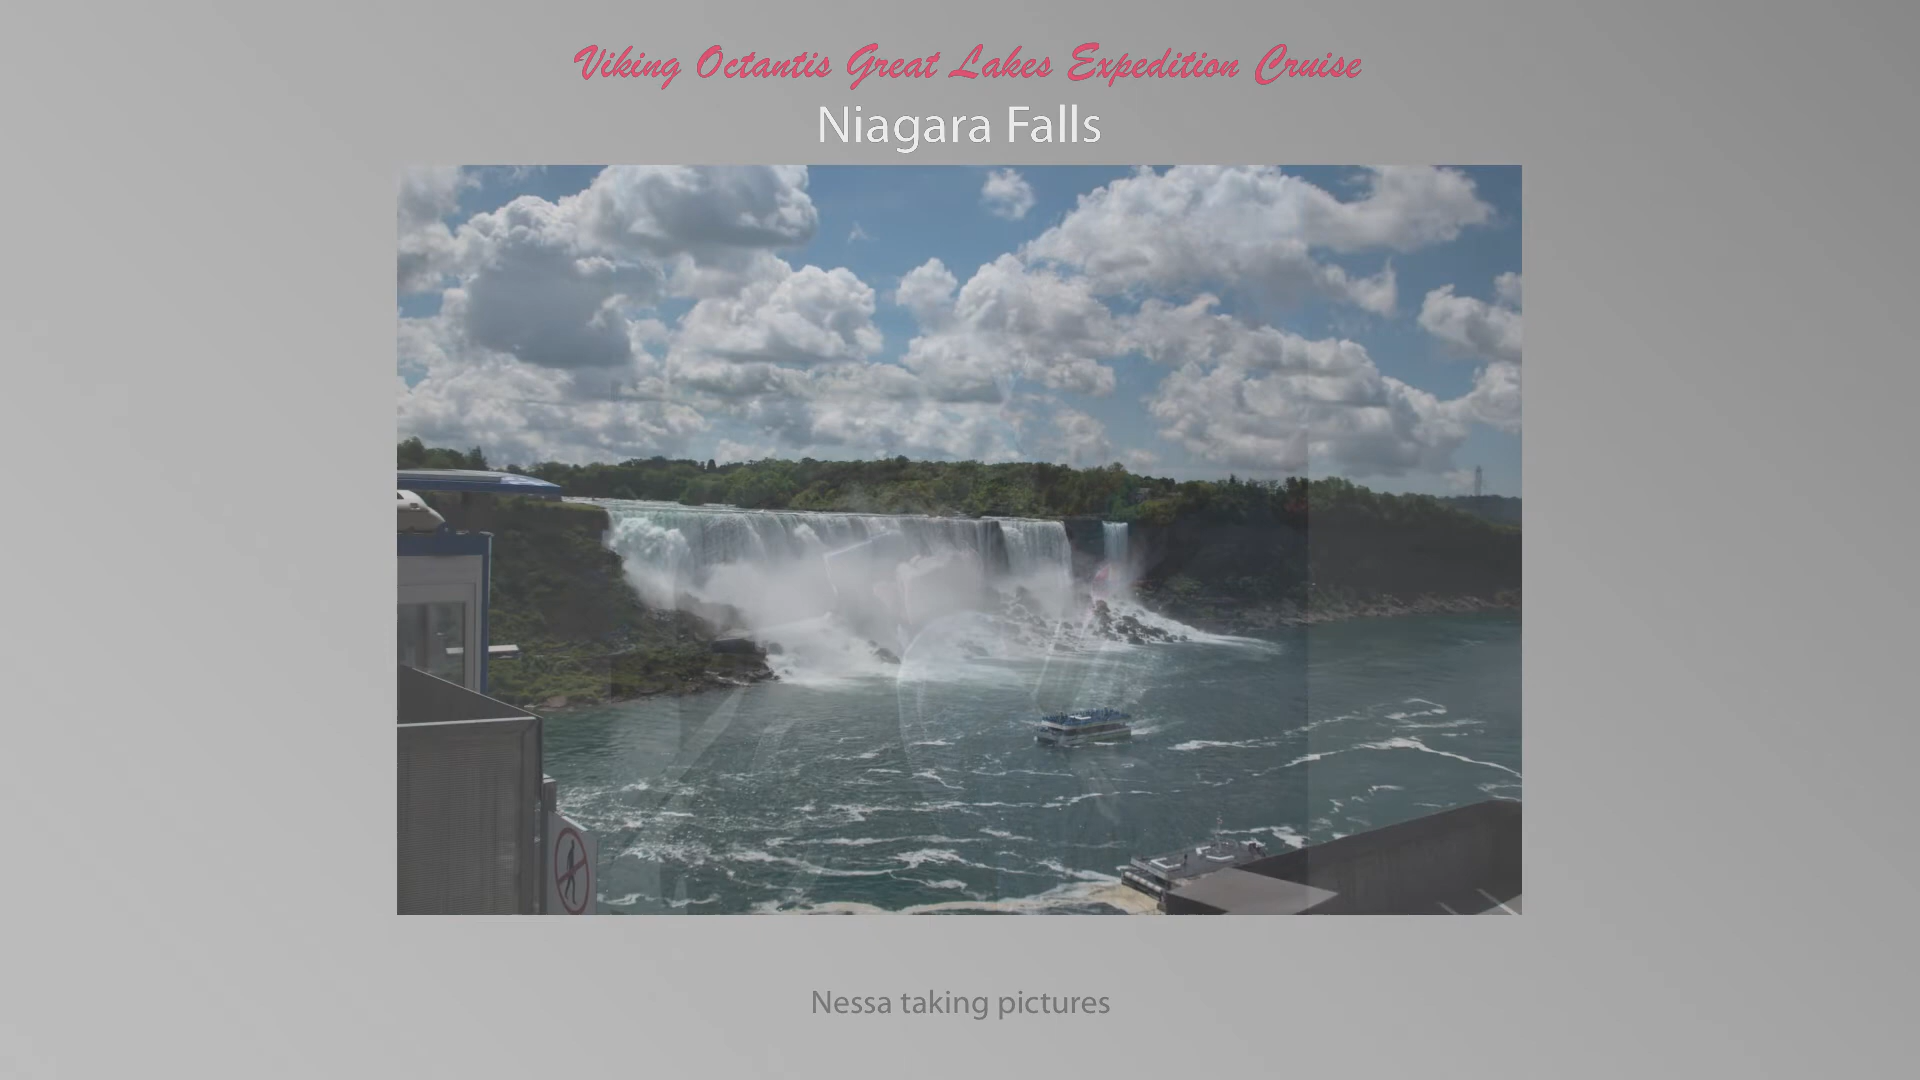 Viking Octantis Great Lakes Expedition Cruise
Niagara Falls
Nessa taking pictures